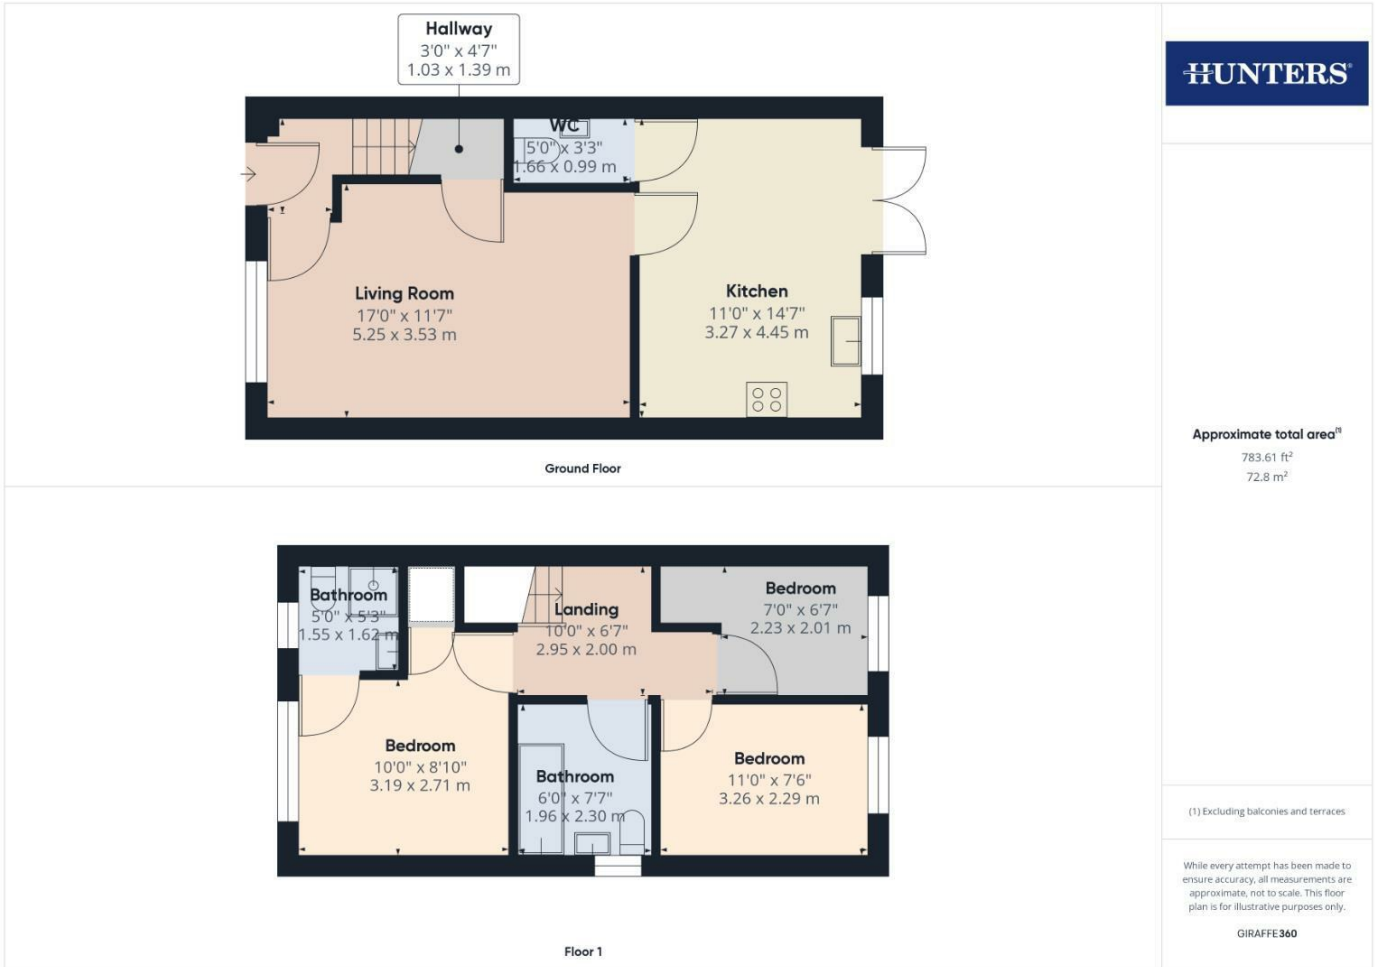 Hallway
3'0" x 4'7"
1.03 x 1.39 m
WC
5'0" x 3'3"
1.66 x 0.99 m
Living Room
17'0" x 11'7"
5.25 x 3.53 m
Kitchen
11'0" x 14'7"
3.27 x 4.45 m
Ground Floor
Bathroom
5'0" x 5'3"
1.55 x 1.62 m
Landing
10'0" x 6'7"
2.95 x 2.00 m
Bedroom
7'0" x 6'7"
2.23 x 2.01 m
Bedroom
10'0" x 8'10"
3.19 x 2.71 m
Bathroom
6'0" x 7'7"
1.96 x 2.30 m
Bedroom
11'0" x 7'6"
3.26 x 2.29 m
Floor 1
HUNTERS®
Approximate total area⁽¹⁾
783.61 ft²
72.8 m²
(1) Excluding balconies and terraces
While every attempt has been made to
ensure accuracy, all measurements are
approximate, not to scale. This floor
plan is for illustrative purposes only.
GIRAFFE360